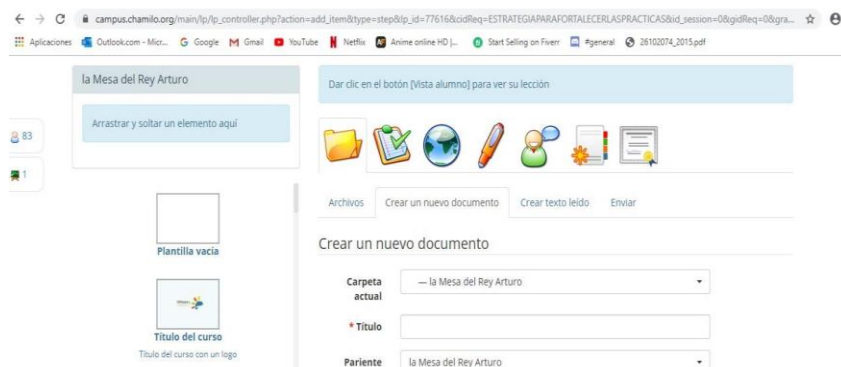 campus.chamilo.org/main/lp/lp_controller.php?action=add_item&type=step&lp_id=77616&cidReq=ESTRATEGIAPARAFORTALECERLASPRACTICAS&id_session=0&gidReq=0&gra...
Aplicaciones Outlook.com - Micr... Google Gmail YouTube Netflix Anime online HD |... Start Selling on Fiverr #general 26102074_2015.pdf
la Mesa del Rey Arturo
Arrastrar y soltar un elemento aquí
83
1
Plantilla vacía
Título del curso
Título del curso con un logo
Dar clic en el botón [Vista alumno] para ver su lección
Archivos Crear un nuevo documento Crear texto leído Enviar
Crear un nuevo documento
Carpeta actual
— la Mesa del Rey Arturo
* Título
Pariente
la Mesa del Rey Arturo